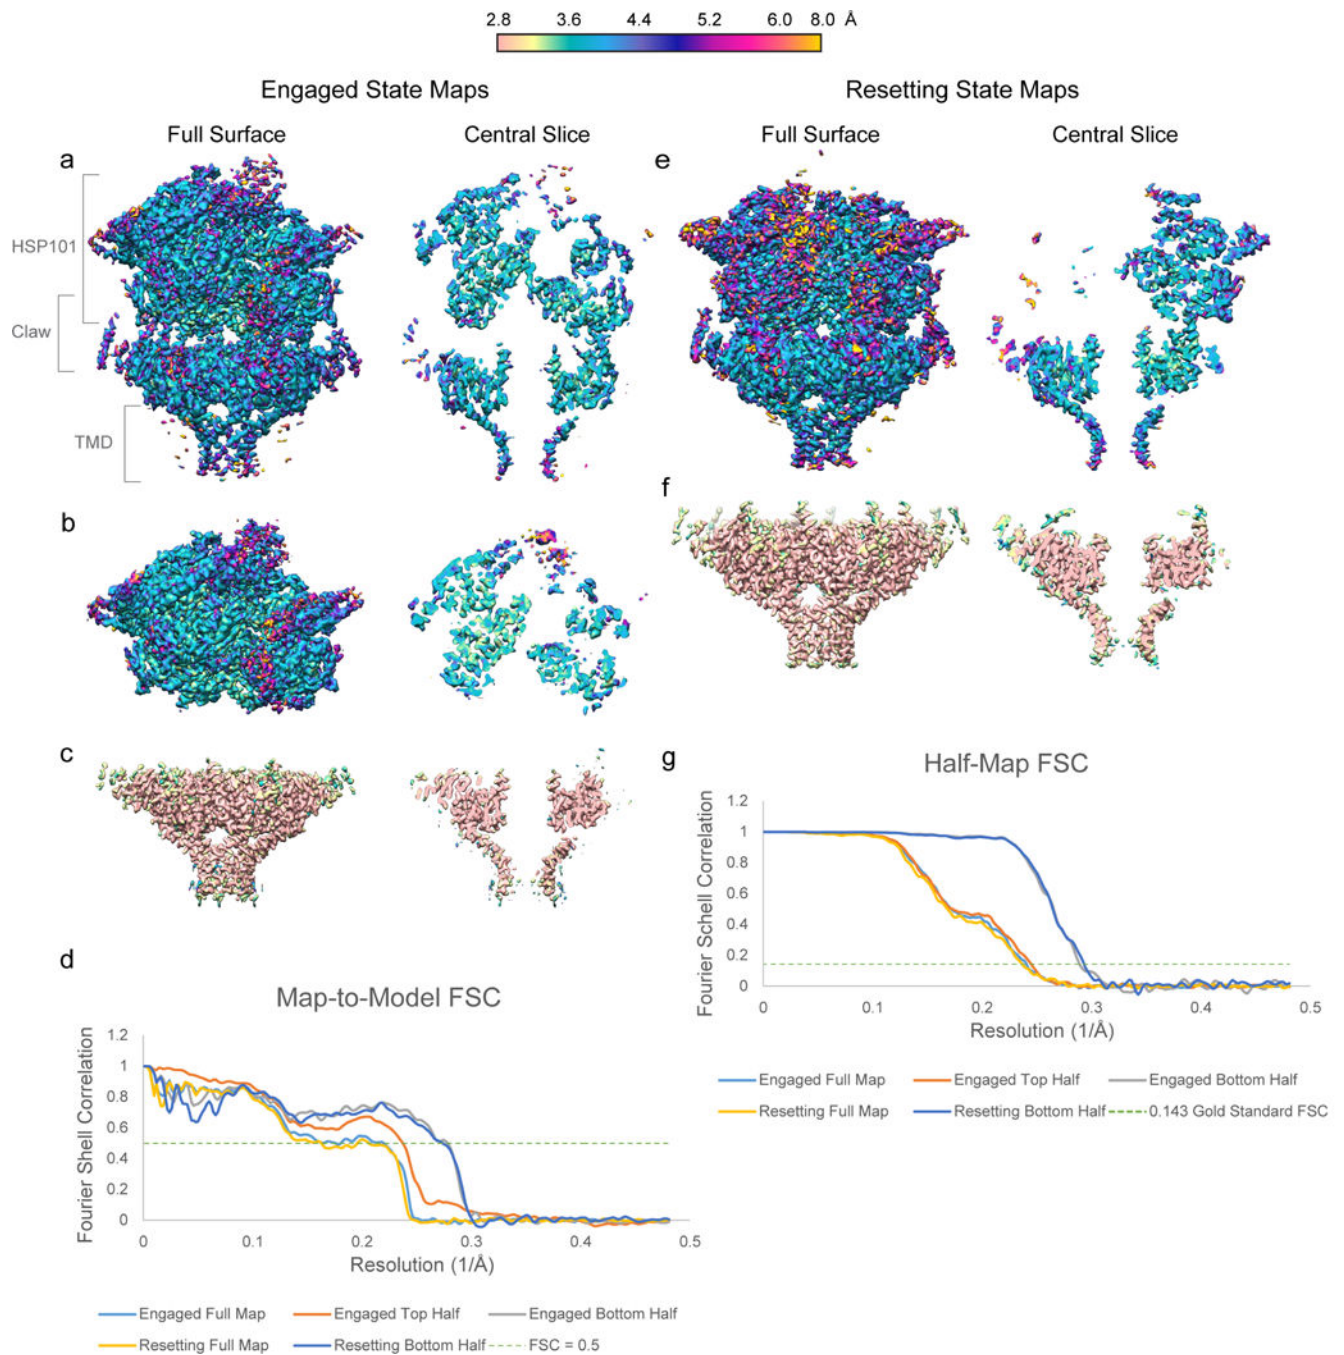 2.8 3.6 4.4 5.2 6.0 8.0 Å
Engaged State Maps
Resetting State Maps
Full Surface
Central Slice
Full Surface
Central Slice
a
e
HSP101
Claw
TMD
b
f
c
g
Half-Map FSC
Fourier Schell Correlation
1.2
1
0.8
0.6
0.4
0.2
0
0 0.1 0.2 0.3 0.4 0.5
Resolution (1/Å)
Engaged Full Map
Engaged Top Half
Engaged Bottom Half
Resetting Full Map
Resetting Bottom Half
0.143 Gold Standard FSC
d
Map-to-Model FSC
Fourier Shell Correlation
1.2
1
0.8
0.6
0.4
0.2
0
0 0.1 0.2 0.3 0.4 0.5
Resolution (1/Å)
Engaged Full Map
Engaged Top Half
Engaged Bottom Half
Resetting Full Map
Resetting Bottom Half
FSC = 0.5